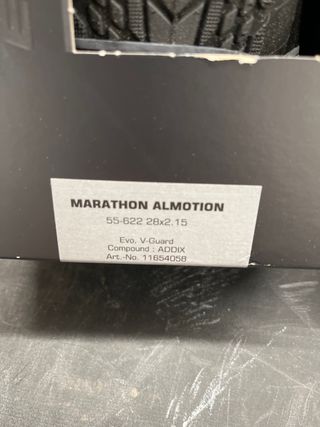 MARATHON ALMOTION
55-622 28x2.15
Evo, V-Guard
Compound : ADDIX
Art.-No. 11654058